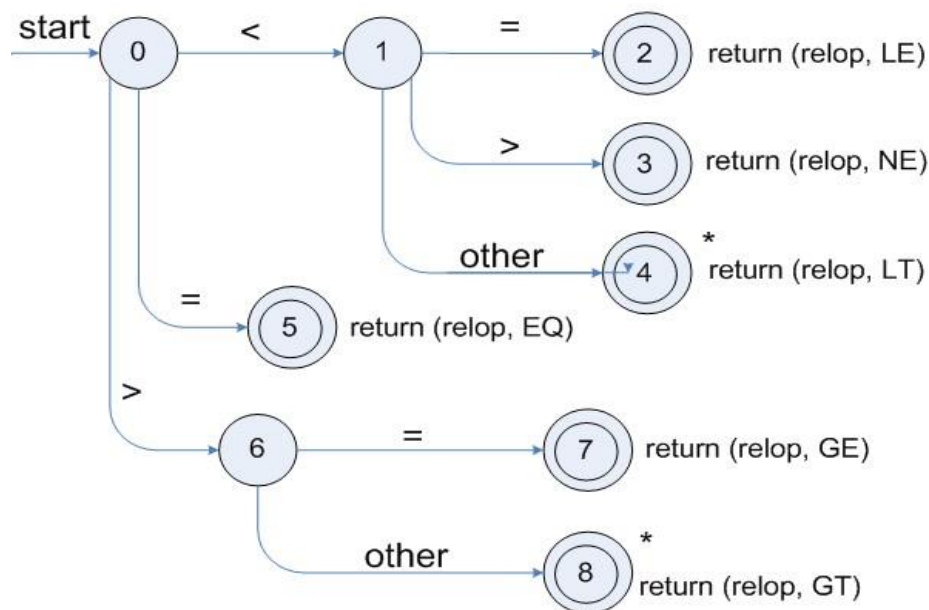 start
0
<
1
=
2
return (relop, LE)
>
3
return (relop, NE)
other
4
*
return (relop, LT)
=
5
return (relop, EQ)
>
6
=
7
return (relop, GE)
other
8
*
return (relop, GT)